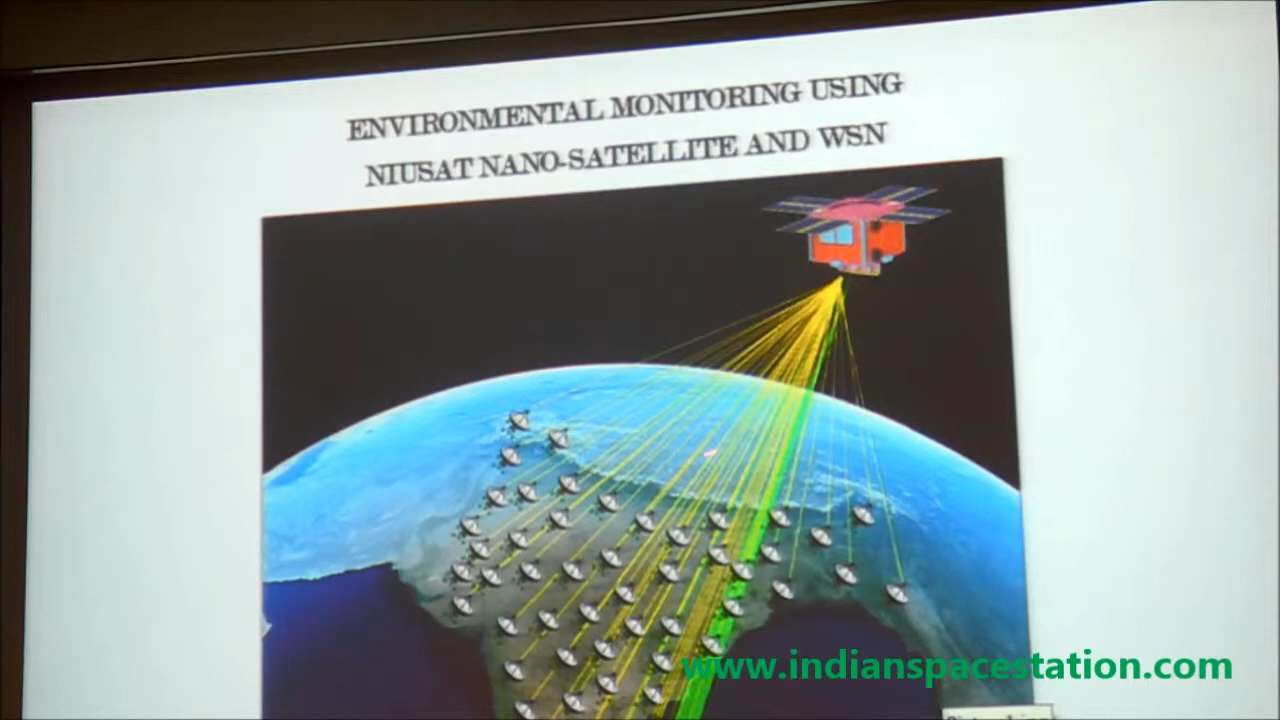 ENVIRONMENTAL MONITORING USING
NIUSAT NANO-SATELLITE AND WSN
www.indianspacestation.com